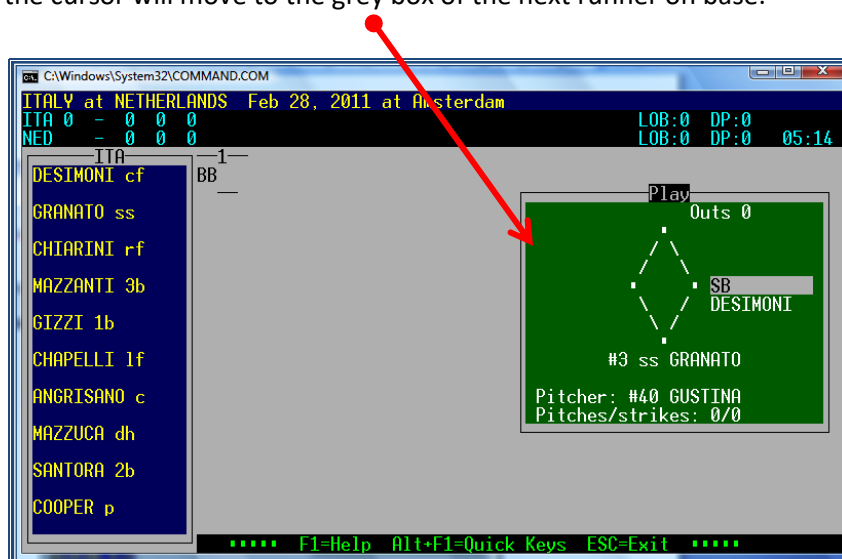 the cursor will move to the grey box of the next runner on base.
C:\Windows\System32\COMMAND.COM
ITALY at NETHERLANDS Feb 28, 2011 at Amsterdam
ITA 0 - 0 0 0 LOB:0 DP:0
NED - 0 0 0 LOB:0 DP:0 05:14
ITA 1
DESIMONI cf BB
GRANATO ss
CHIARINI rf
MAZZANTI 3b
GIZZI 1b
CHAPELLI lf
ANGRISANO c
MAZZUCA dh
SANTORA 2b
COOPER p
Play
Outs 0
SB
DESIMONI
#3 ss GRANATO
Pitcher: #40 GUSTINA
Pitches/strikes: 0/0
F1=Help Alt+F1=Quick Keys ESC=Exit